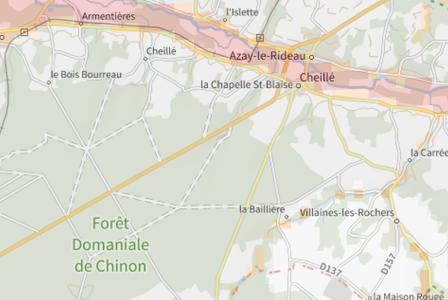 l'Islette
Armentières
Cheillé
Azay-le-Rideau
le Bois Bourreau
la Chapelle St-Blaise
Cheillé
la Carrée
la Baillière
Villaines-les-Rochers
Forêt
Domaniale
de Chinon
D137
D157
la Maison Rouge